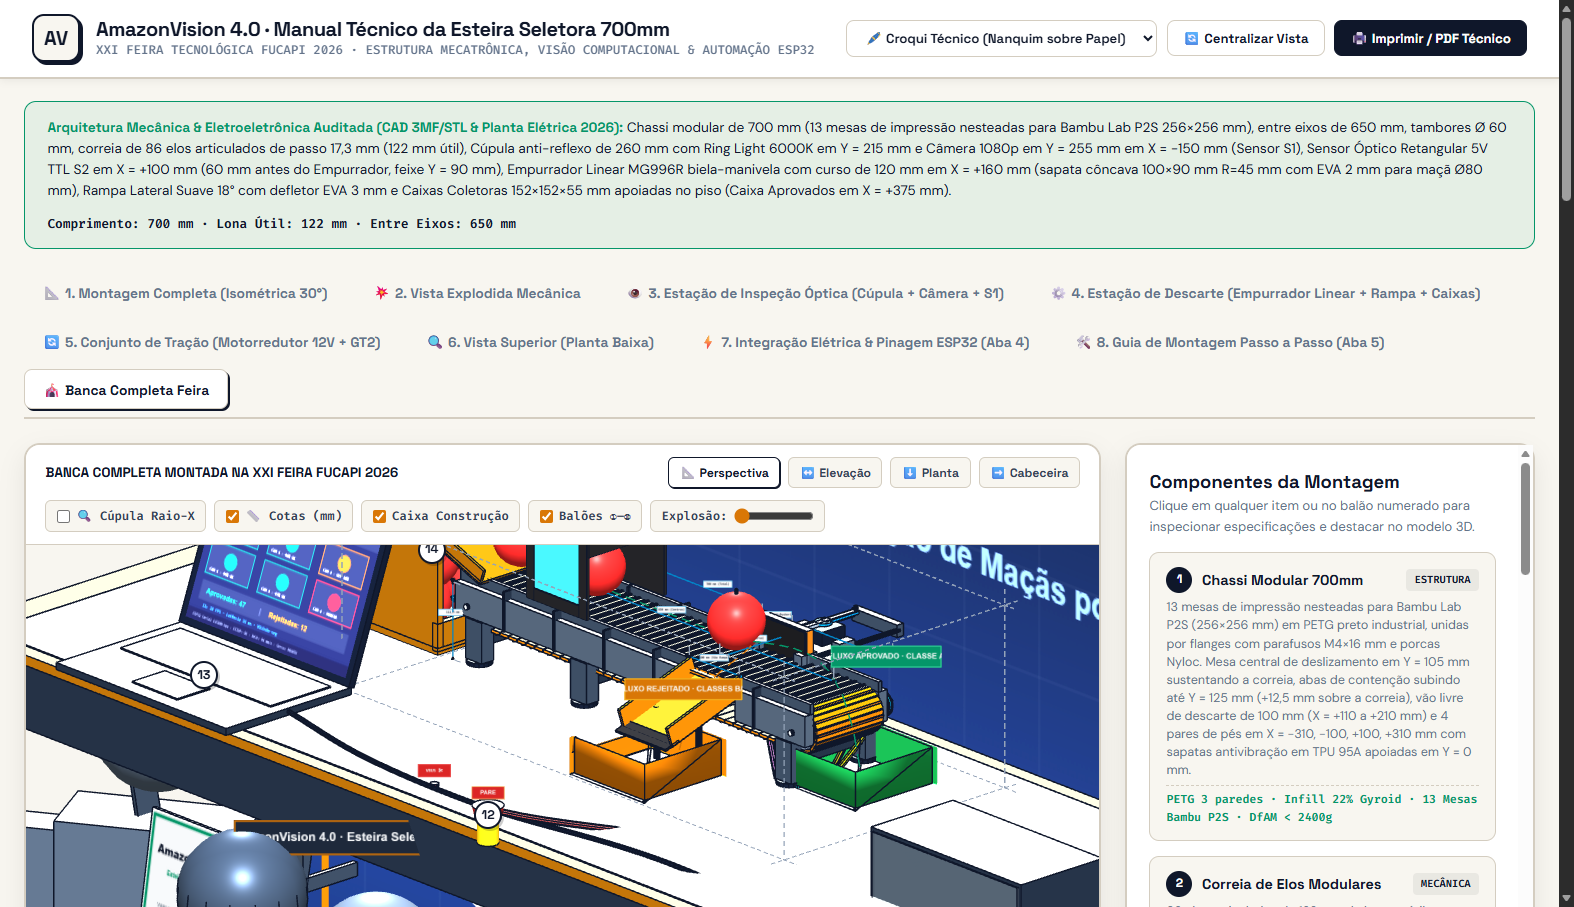 AV
AmazonVision 4.0 · Manual Técnico da Esteira Seletora 700mm
XXI FEIRA TECNOLÓGICA FUCAPI 2026 · ESTRUTURA MECATRÔNICA, VISÃO COMPUTACIONAL & AUTOMAÇÃO ESP32
Croqui Técnico (Nanquim sobre Papel)
Centralizar Vista
Imprimir / PDF Técnico
Arquitetura Mecânica & Eletroeletrônica Auditada (CAD 3MF/STL & Planta Elétrica 2026): Chassi modular de 700 mm (13 mesas de impressão nesteadas para Bambu Lab P2S 256×256 mm), entre eixos de 650 mm, tambores Ø 60
mm, correia de 86 elos articulados de passo 17,3 mm (122 mm útil), Cúpula anti-reflexo de 260 mm com Ring Light 6000K em Y = 215 mm e Câmera 1080p em Y = 255 mm em X = -150 mm (Sensor S1), Sensor Óptico Retangular 5V
TTL S2 em X = +100 mm (60 mm antes do Empurrador, feixe Y = 90 mm), Empurrador Linear MG996R biela-manivela com curso de 120 mm em X = +160 mm (sapata côncava 100×90 mm R=45 mm com EVA 2 mm para maçã Ø80
mm), Rampa Lateral Suave 18° com defletor EVA 3 mm e Caixas Coletoras 152×152×55 mm apoiadas no piso (Caixa Aprovados em X = +375 mm).
Comprimento: 700 mm · Lona Útil: 122 mm · Entre Eixos: 650 mm
1. Montagem Completa (Isométrica 30°)
2. Vista Explodida Mecânica
3. Estação de Inspeção Óptica (Cúpula + Câmera + S1)
4. Estação de Descarte (Empurrador Linear + Rampa + Caixas)
5. Conjunto de Tração (Motorredutor 12V + GT2)
6. Vista Superior (Planta Baixa)
7. Integração Elétrica & Pinagem ESP32 (Aba 4)
8. Guia de Montagem Passo a Passo (Aba 5)
Banca Completa Feira
BANCA COMPLETA MONTADA NA XXI FEIRA FUCAPI 2026
Perspectiva
Elevação
Planta
Cabeceira
Cúpula Raio-X
Cotas (mm)
Caixa Construção
Balões ①—⑧
Explosão:
14
de Maçãs
Aprovados: 47
Rejeitados: 12
13
LUXO APROVADO · CLASSE
LUXO REJEITADO · CLASSES
PARE
12
onVision 4.0 · Esteira Sele
Componentes da Montagem
Clique em qualquer item ou no balão numerado para
inspecionar especificações e destacar no modelo 3D.
1 Chassi Modular 700mm ESTRUTURA
13 mesas de impressão nesteadas para Bambu Lab
P2S (256×256 mm) em PETG preto industrial, unidas
por flanges com parafusos M4×16 mm e porcas
Nyloc. Mesa central de deslizamento em Y = 105 mm
sustentando a correia, abas de contenção subindo
até Y = 125 mm (+12,5 mm sobre a correia), vão livre
de descarte de 100 mm (X = +110 a +210 mm) e 4
pares de pés em X = -310, -100, +100, +310 mm com
sapatas antivibração em TPU 95A apoiadas em Y = 0
mm.
PETG 3 paredes · Infill 22% Gyroid · 13 Mesas
Bambu P2S · DfAM < 2400g
2 Correia de Elos Modulares MECÂNICA